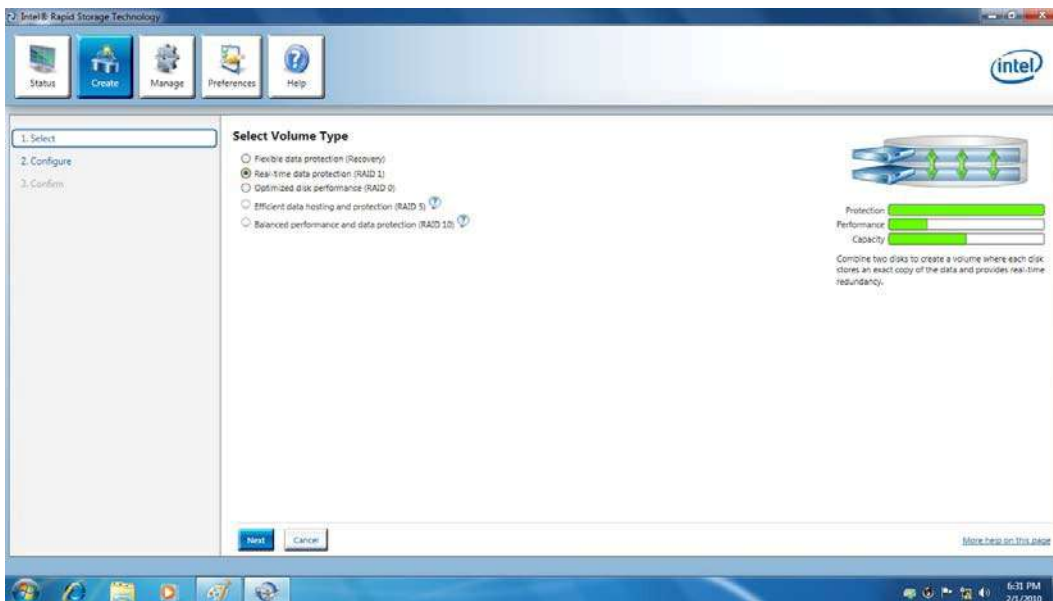 Intel® Rapid Storage Technology
Status
Create
Manage
Preferences
Help
intel
1. Select
2. Configure
3. Confirm
Select Volume Type
Flexible data protection (Recovery)
Real-time data protection (RAID 1)
Optimized disk performance (RAID 0)
Efficient data hosting and protection (RAID 5) ?
Balanced performance and data protection (RAID 10) ?
Protection
Performance
Capacity
Combine two disks to create a volume where each disk
stores an exact copy of the data and provides real-time
redundancy.
Next
Cancel
More help on this page
6:31 PM
2/1/2010